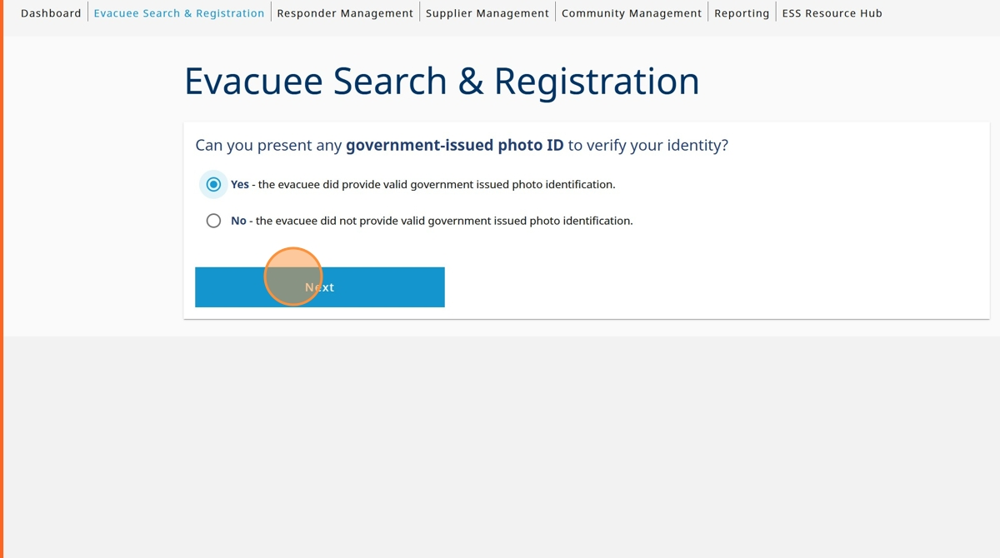 Dashboard Evacuee Search & Registration Responder Management Supplier Management Community Management Reporting ESS Resource Hub
Evacuee Search & Registration
Can you present any government-issued photo ID to verify your identity?
Yes - the evacuee did provide valid government issued photo identification.
No - the evacuee did not provide valid government issued photo identification.
Next